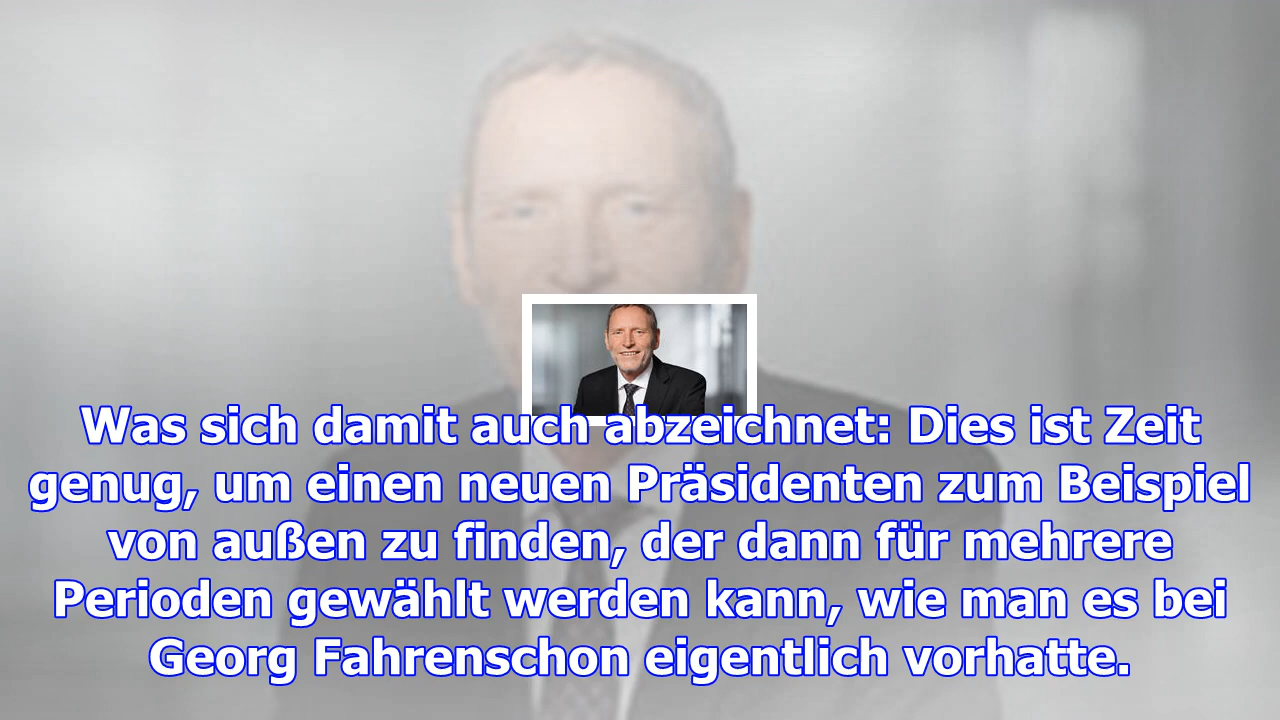 Was sich damit auch abzeichnet: Dies ist Zeit
genug, um einen neuen Präsidenten zum Beispiel
von außen zu finden, der dann für mehrere
Perioden gewählt werden kann, wie man es bei
Georg Fahrenschon eigentlich vorhatte.